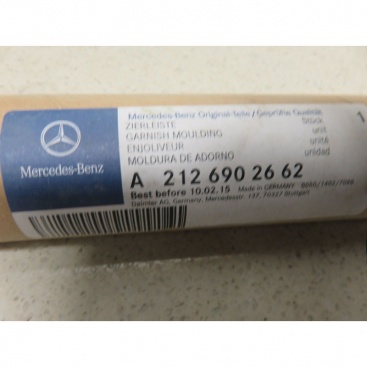 Mercedes-Benz
Mercedes-Benz Original-Teile / Geprüfte Qualität
ZIERLEISTE Stück 1
GARNISH MOULDING unit
ENJOLIVEUR unité
MOLDURA DE ADORNO unidad
A 212 690 26 62
Best before 10.02.15 Made in GERMANY
Daimler AG, Germany, Mercedesstr. 137, 70327 Stuttgart